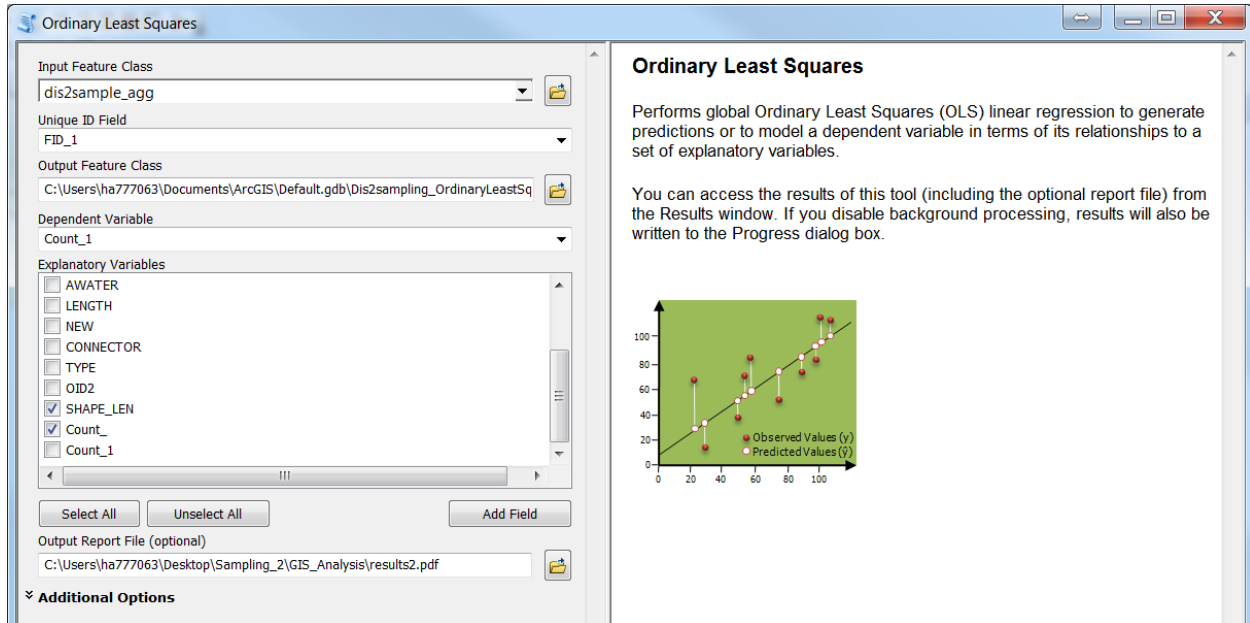 Ordinary Least Squares
Input Feature Class
dis2sample_agg
Unique ID Field
FID_1
Output Feature Class
C:\Users\ha777063\Documents\ArcGIS\Default.gdb\Dis2sampling_OrdinaryLeastSq
Dependent Variable
Count_1
Explanatory Variables
AWATER
LENGTH
NEW
CONNECTOR
TYPE
OID2
SHAPE_LEN
Count_
Count_1
Select All
Unselect All
Add Field
Output Report File (optional)
C:\Users\ha777063\Desktop\Sampling_2\GIS_Analysis\results2.pdf
Additional Options
Ordinary Least Squares
Performs global Ordinary Least Squares (OLS) linear regression to generate
predictions or to model a dependent variable in terms of its relationships to a
set of explanatory variables.
You can access the results of this tool (including the optional report file) from
the Results window. If you disable background processing, results will also be
written to the Progress dialog box.
100
80
60
40
20
0
Observed Values (y)
Predicted Values (ŷ)
0 20 40 60 80 100